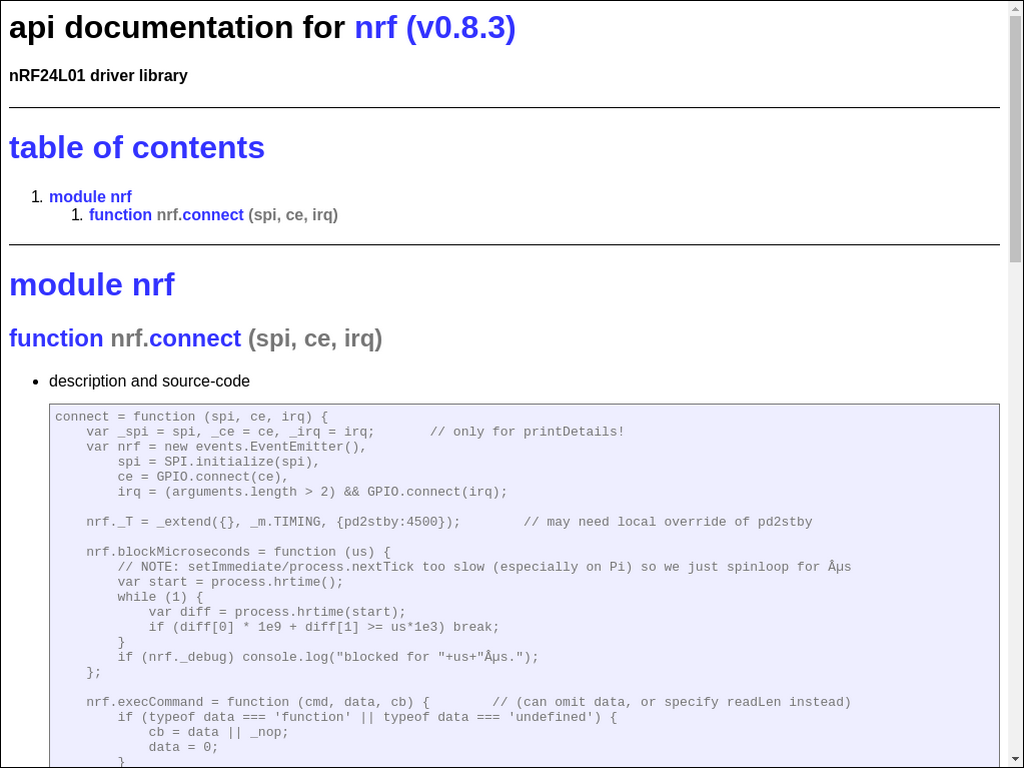 api documentation for nrf (v0.8.3)
nRF24L01 driver library
table of contents
1. module nrf
1. function nrf.connect (spi, ce, irq)
module nrf
function nrf.connect (spi, ce, irq)
• description and source-code
connect = function (spi, ce, irq) {
    var _spi = spi, _ce = ce, _irq = irq;       // only for printDetails!
    var nrf = new events.EventEmitter(),
        spi = SPI.initialize(spi),
        ce = GPIO.connect(ce),
        irq = (arguments.length > 2) && GPIO.connect(irq);
    nrf._T = _extend({}, _m.TIMING, {pd2stby:4500});        // may need local override of pd2stby
    nrf.blockMicroseconds = function (us) {
        // NOTE: setImmediate/process.nextTick too slow (especially on Pi) so we just spinloop for Âµs
        var start = process.hrtime();
        while (1) {
            var diff = process.hrtime(start);
            if (diff[0] * 1e9 + diff[1] >= us*1e3) break;
        }
        if (nrf._debug) console.log("blocked for "+us+"Âµs.");
    };
    nrf.execCommand = function (cmd, data, cb) {        // (can omit data, or specify readLen instead)
        if (typeof data === 'function' || typeof data === 'undefined') {
            cb = data || _nop;
            data = 0;
        }